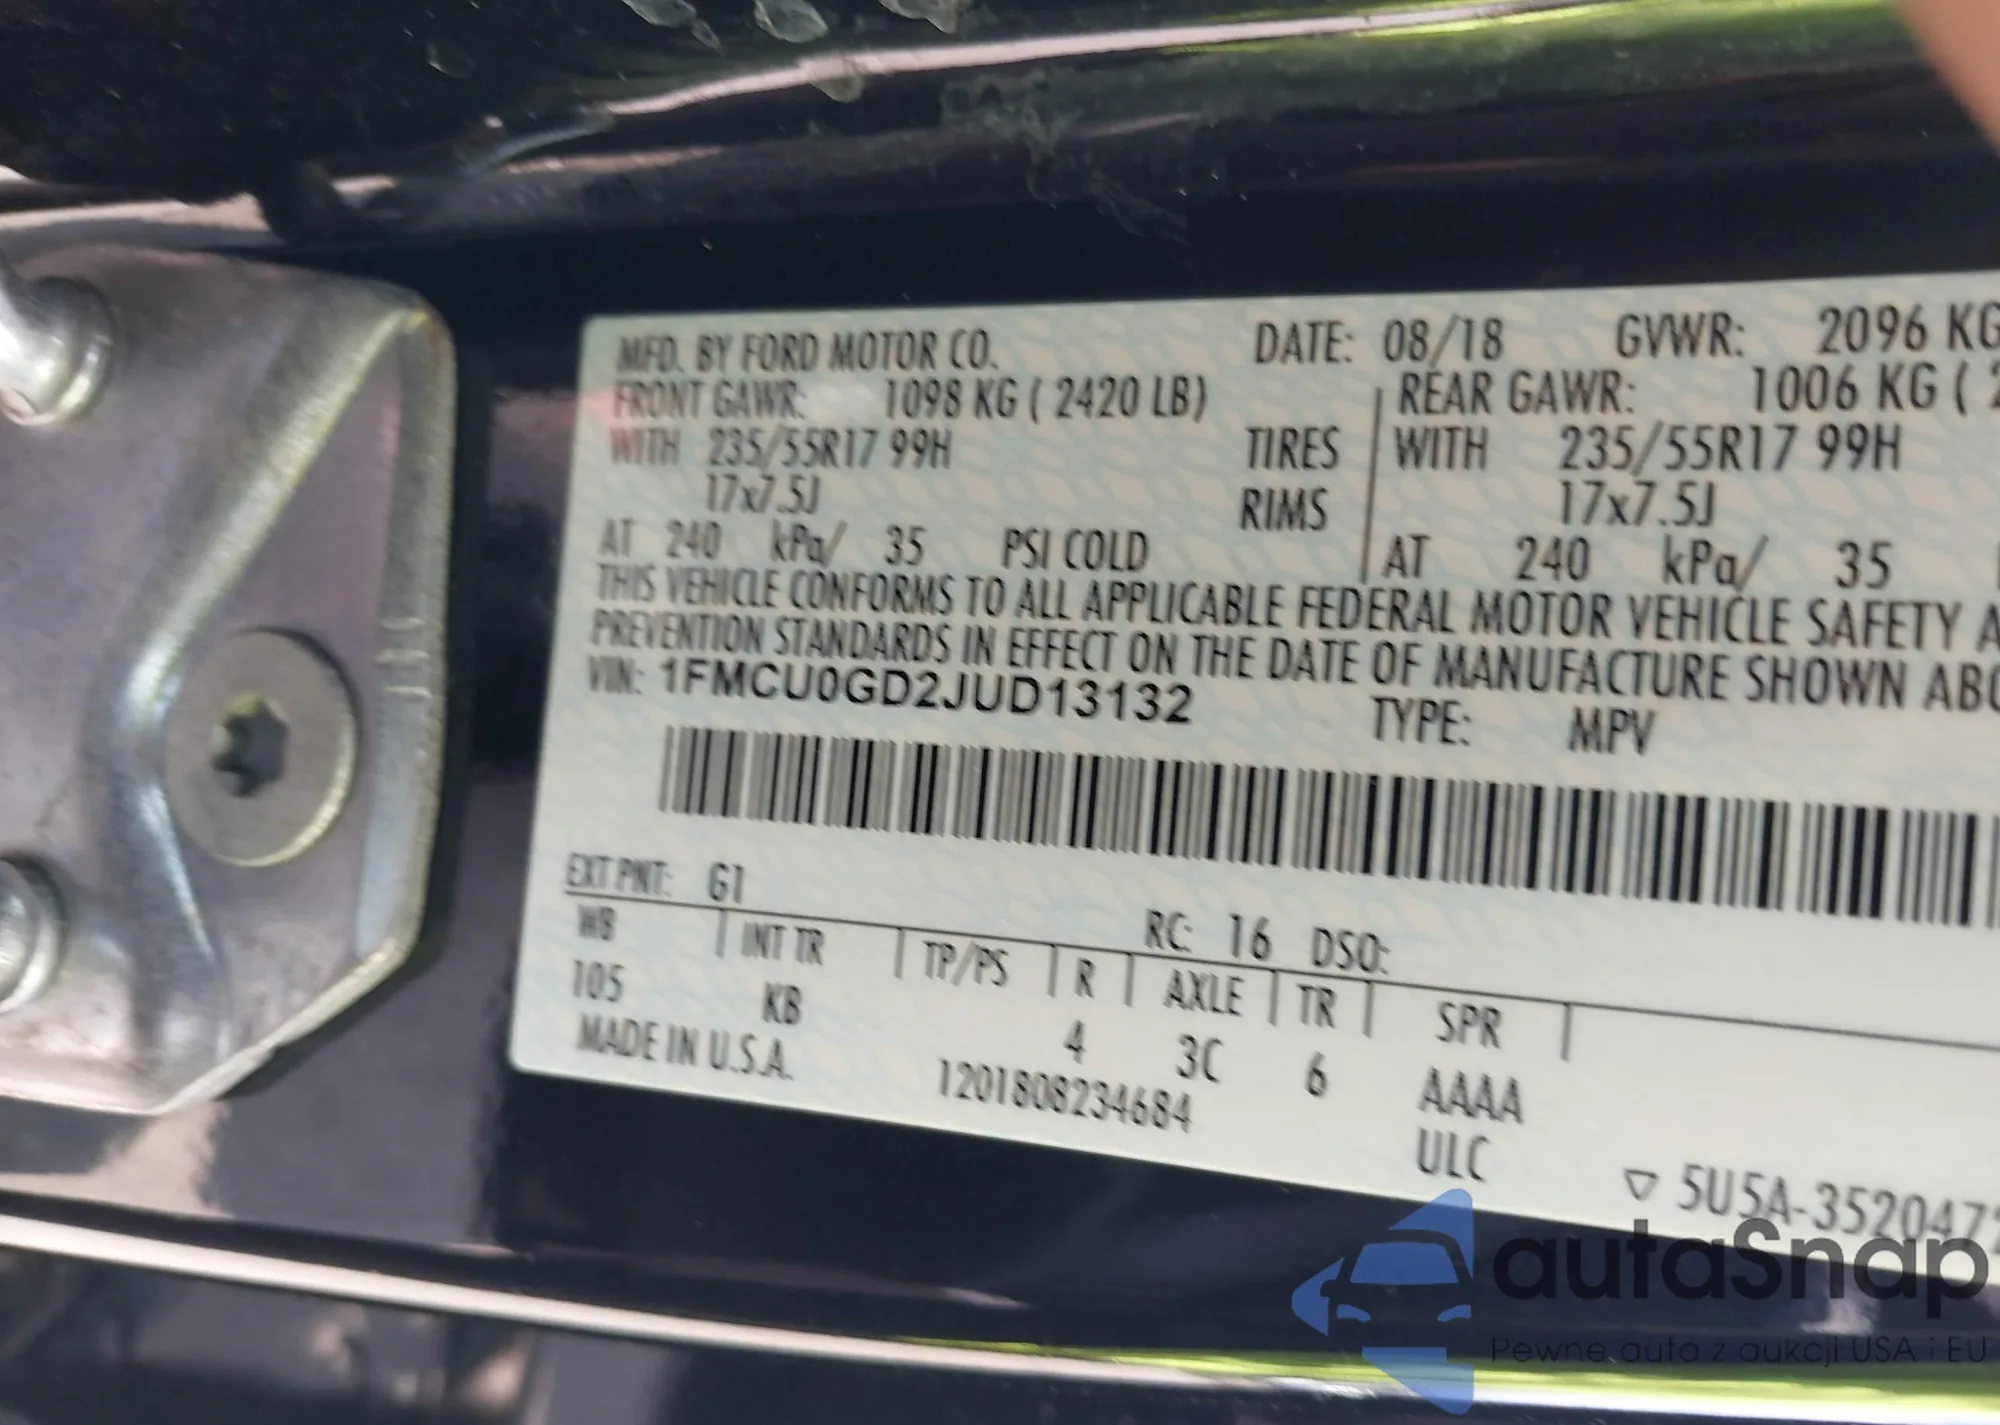 MFD. BY FORD MOTOR CO. DATE: 08/18 GVWR: 2096 KG
FRONT GAWR: 1098 KG ( 2420 LB) REAR GAWR: 1006 KG ( 2
WITH 235/55R17 99H TIRES WITH 235/55R17 99H
17x7.5J RIMS 17x7.5J
AT 240 kPa/ 35 PSI COLD AT 240 kPa/ 35
THIS VEHICLE CONFORMS TO ALL APPLICABLE FEDERAL MOTOR VEHICLE SAFETY A
PREVENTION STANDARDS IN EFFECT ON THE DATE OF MANUFACTURE SHOWN ABO
VIN: 1FMCU0GD2JUD13132 TYPE: MPV
EXT PNT: G1 RC: 16 DSO:
WB INT TR TP/PS R AXLE TR SPR
105 KB 4 3C 6 AAAA
MADE IN U.S.A. 1201808234684 ULC
▽ 5U5A-3520472
autaSnap
Pewne auta z aukcji USA i EU